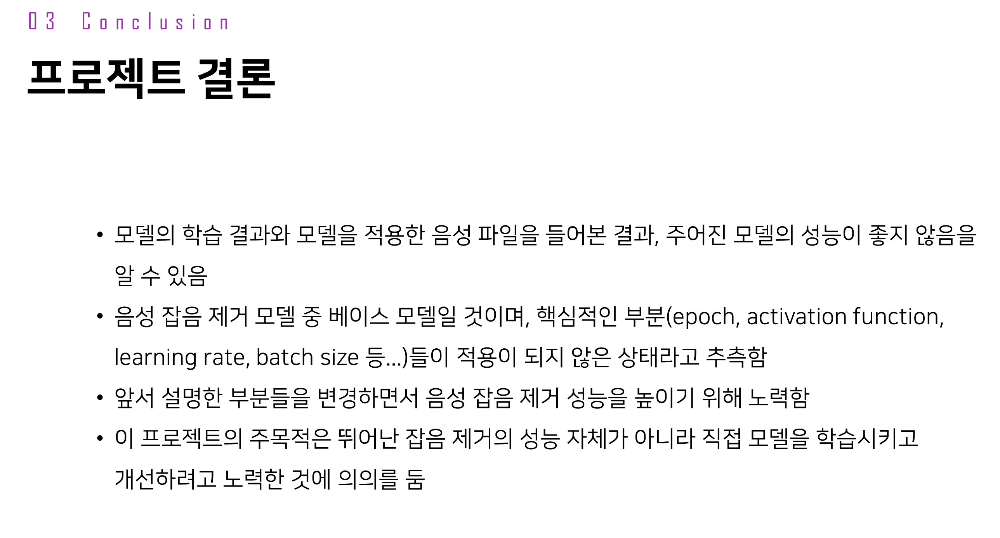 03 Conclusion
프로젝트 결론
• 모델의 학습 결과와 모델을 적용한 음성 파일을 들어본 결과, 주어진 모델의 성능이 좋지 않음을
알 수 있음
• 음성 잡음 제거 모델 중 베이스 모델일 것이며, 핵심적인 부분(epoch, activation function,
learning rate, batch size 등...)들이 적용이 되지 않은 상태라고 추측함
• 앞서 설명한 부분들을 변경하면서 음성 잡음 제거 성능을 높이기 위해 노력함
• 이 프로젝트의 주목적은 뛰어난 잡음 제거의 성능 자체가 아니라 직접 모델을 학습시키고
개선하려고 노력한 것에 의의를 둠